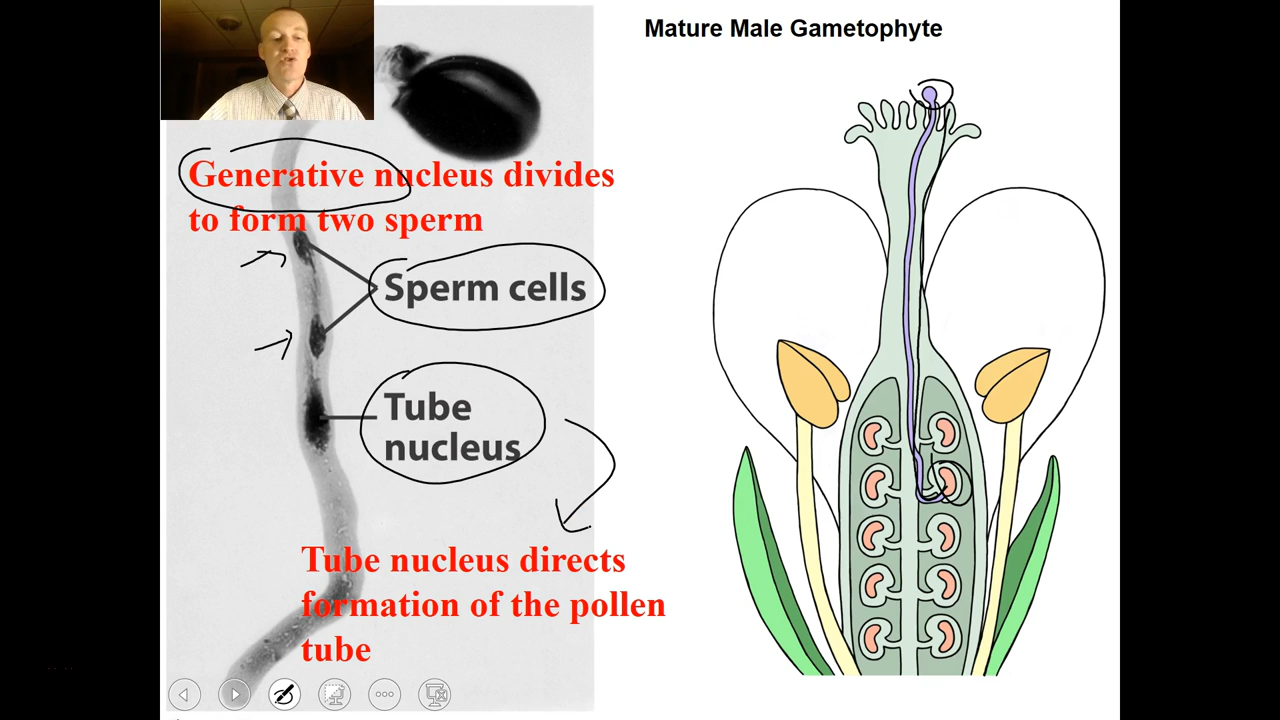 Mature Male Gametophyte
Generative nucleus divides
to form two sperm
Sperm cells
Tube
nucleus
Tube nucleus directs
formation of the pollen
tube